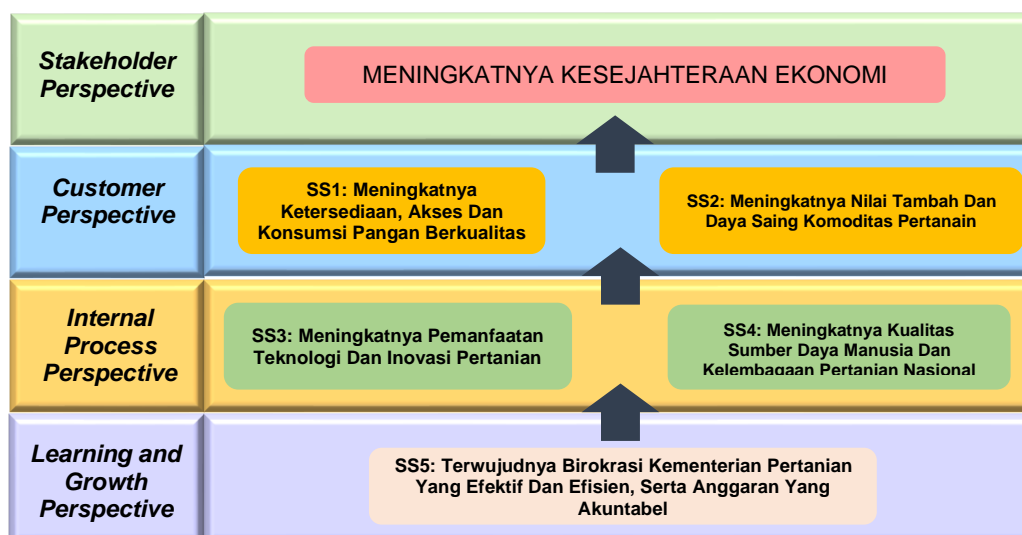 Stakeholder
Perspective
MENINGKATNYA KESEJAHTERAAN EKONOMI
Customer
Perspective
SS1: Meningkatnya
Ketersediaan, Akses Dan
Konsumsi Pangan Berkualitas
SS2: Meningkatnya Nilai Tambah Dan
Daya Saing Komoditas Pertanain
Internal
Process
Perspective
SS3: Meningkatnya Pemanfaatan
Teknologi Dan Inovasi Pertanian
SS4: Meningkatnya Kualitas
Sumber Daya Manusia Dan
Kelembagaan Pertanian Nasional
Learning and
Growth
Perspective
SS5: Terwujudnya Birokrasi Kementerian Pertanian
Yang Efektif Dan Efisien, Serta Anggaran Yang
Akuntabel